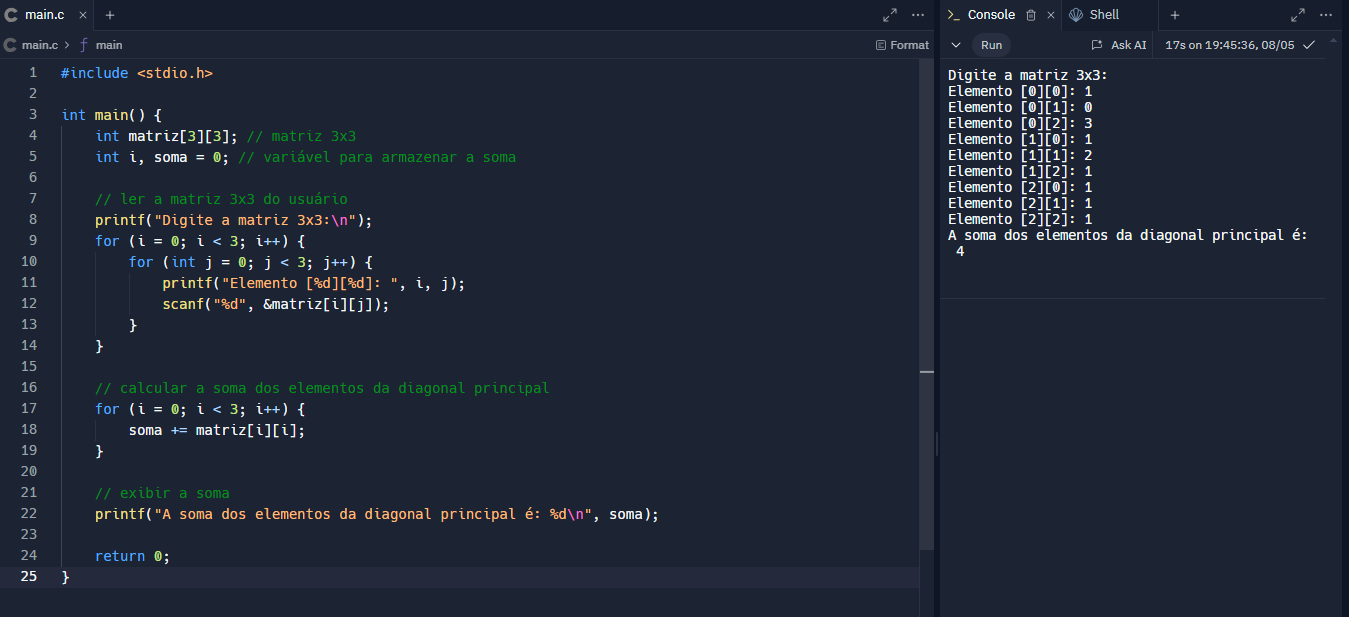 main.c × +
main.c > ƒ main
Format
1 #include <stdio.h>
2
3 int main() {
4 int matriz[3][3]; // matriz 3x3
5 int i, soma = 0; // variável para armazenar a soma
6
7 // ler a matriz 3x3 do usuário
8 printf("Digite a matriz 3x3:\n");
9 for (i = 0; i < 3; i++) {
10 for (int j = 0; j < 3; j++) {
11 printf("Elemento [%d][%d]: ", i, j);
12 scanf("%d", &matriz[i][j]);
13 }
14 }
15
16 // calcular a soma dos elementos da diagonal principal
17 for (i = 0; i < 3; i++) {
18 soma += matriz[i][i];
19 }
20
21 // exibir a soma
22 printf("A soma dos elementos da diagonal principal é: %d\n", soma);
23
24 return 0;
25 }
Console × Shell +
Run Ask AI 17s on 19:45:36, 08/05
Digite a matriz 3x3:
Elemento [0][0]: 1
Elemento [0][1]: 0
Elemento [0][2]: 3
Elemento [1][0]: 1
Elemento [1][1]: 2
Elemento [1][2]: 1
Elemento [2][0]: 1
Elemento [2][1]: 1
Elemento [2][2]: 1
A soma dos elementos da diagonal principal é:
4